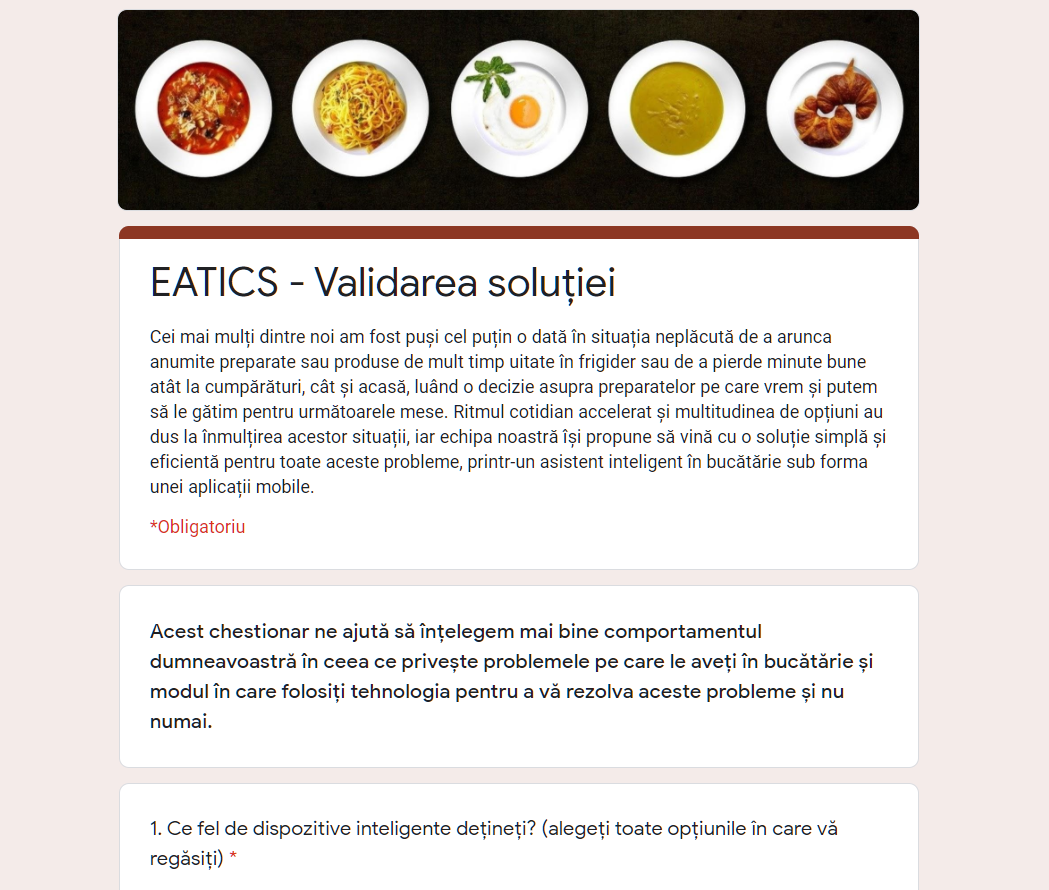 EATICS - Validarea soluției
Cei mai mulți dintre noi am fost puși cel puțin o dată în situația neplăcută de a arunca
anumite preparate sau produse de mult timp uitate în frigider sau de a pierde minute bune
atât la cumpărături, cât și acasă, luând o decizie asupra preparatelor pe care vrem și putem
să le gătim pentru următoarele mese. Ritmul cotidian accelerat și multitudinea de opțiuni au
dus la înmulțirea acestor situații, iar echipa noastră își propune să vină cu o soluție simplă și
eficientă pentru toate aceste probleme, printr-un asistent inteligent în bucătărie sub forma
unei aplicații mobile.
*Obligatoriu
Acest chestionar ne ajută să înțelegem mai bine comportamentul
dumneavoastră în ceea ce privește problemele pe care le aveți în bucătărie și
modul în care folosiți tehnologia pentru a vă rezolva aceste probleme și nu
numai.
1. Ce fel de dispozitive inteligente dețineți? (alegeți toate opțiunile în care vă
regăsiți) *